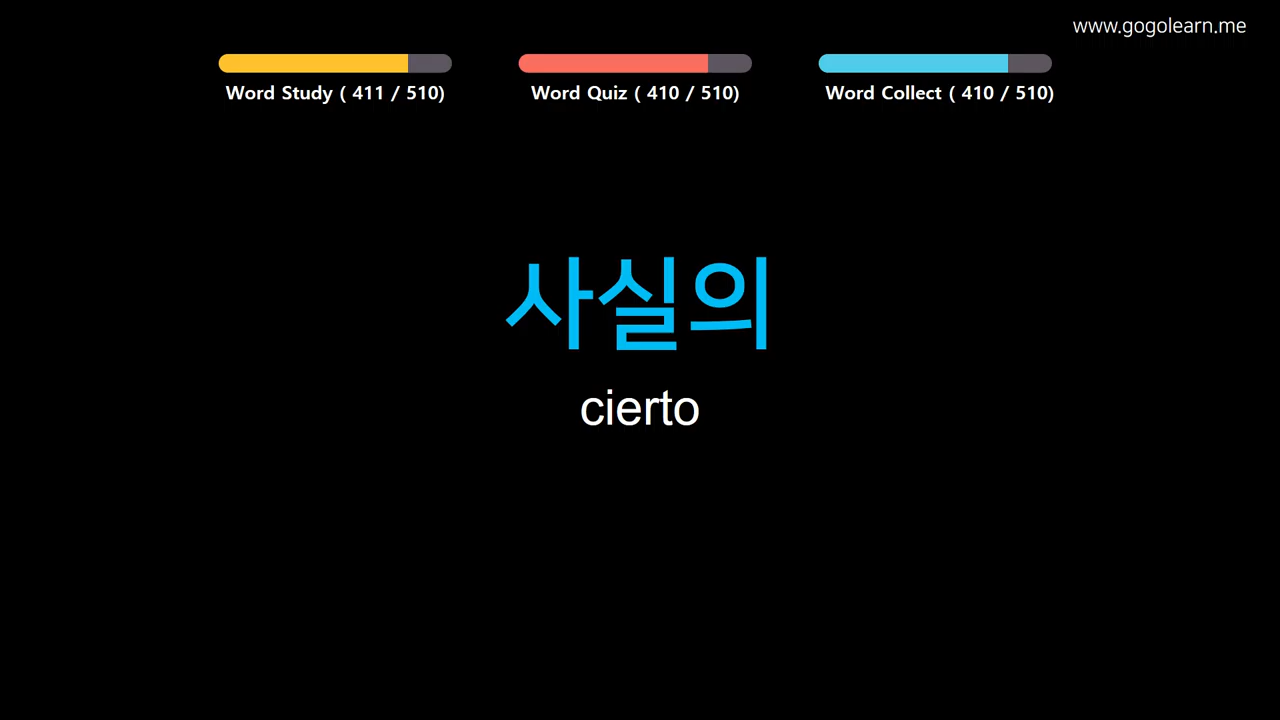 www.gogolearn.me
Word Study ( 411 / 510)
Word Quiz ( 410 / 510)
Word Collect ( 410 / 510)
사실의
cierto